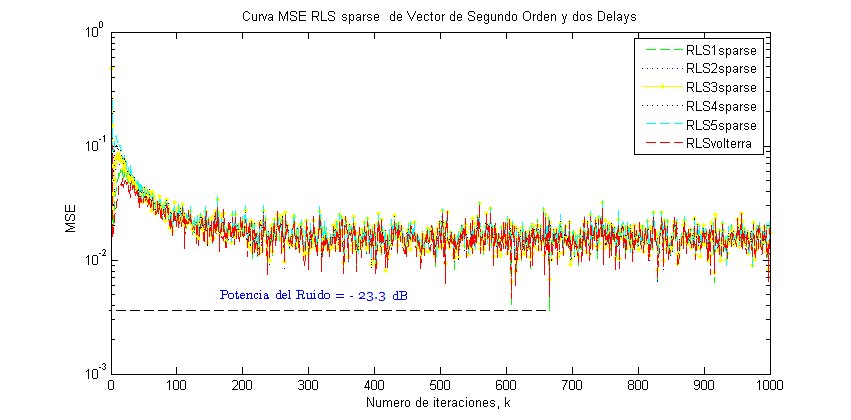 Curva MSE RLS sparse de Vector de Segundo Orden y dos Delays
10^0
10^-1
10^-2
10^-3
MSE
RLS1sparse
RLS2sparse
RLS3sparse
RLS4sparse
RLS5sparse
RLSvolterra
Potencia del Ruido = - 23.3 dB
0 100 200 300 400 500 600 700 800 900 1000
Numero de iteraciones, k